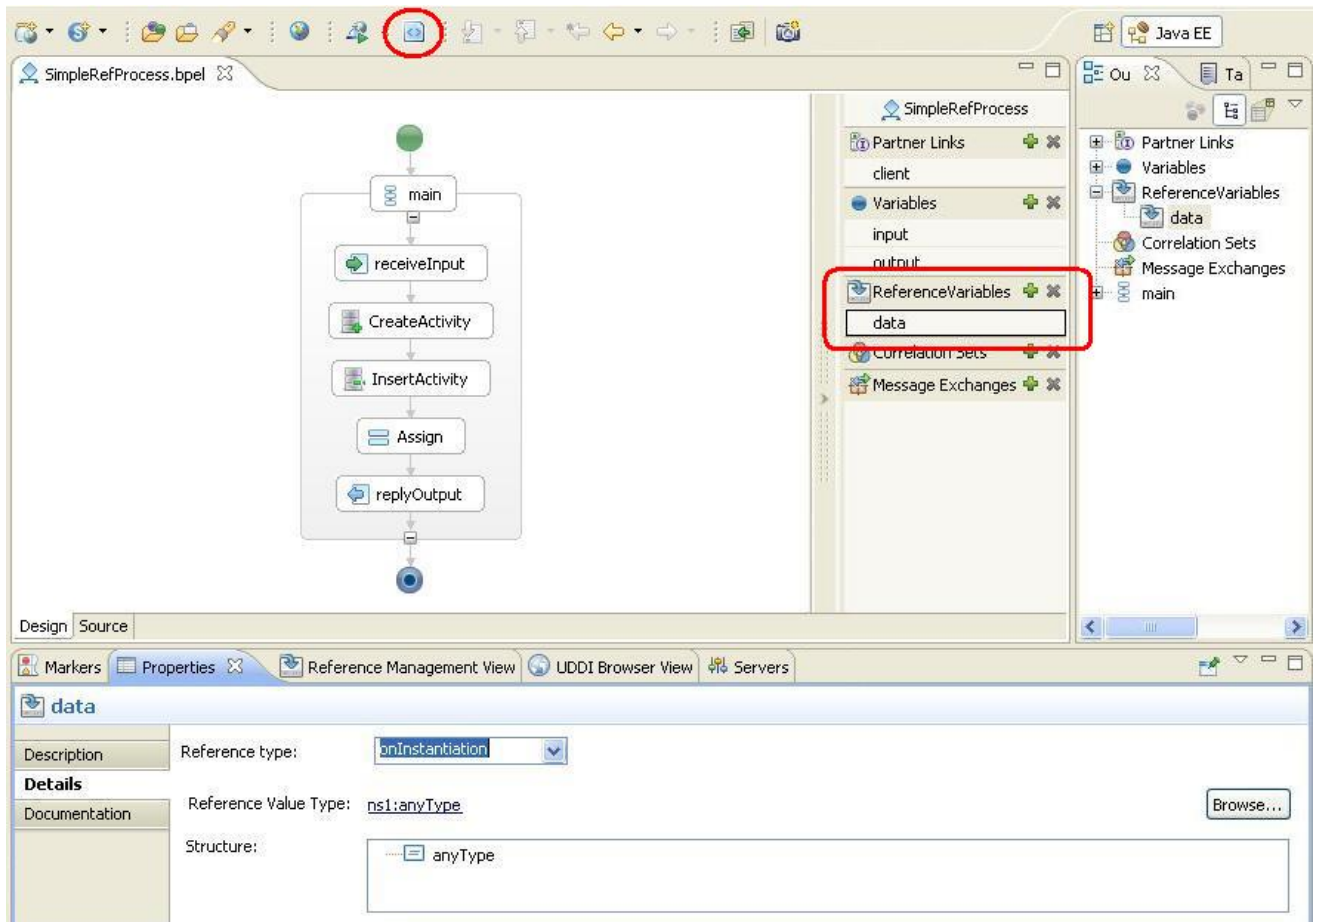 Java EE
SimpleRefProcess.bpel
Ou
Ta
main
receiveInput
CreateActivity
InsertActivity
Assign
replyOutput
SimpleRefProcess
Partner Links
client
Variables
input
output
ReferenceVariables
data
Correlation Sets
Message Exchanges
Partner Links
Variables
ReferenceVariables
data
Correlation Sets
Message Exchanges
main
Design
Source
Markers
Properties
Reference Management View
UDDI Browser View
Servers
data
Description
Details
Documentation
Reference type:
onInstantiation
Reference Value Type:
ns1:anyType
Browse...
Structure:
anyType